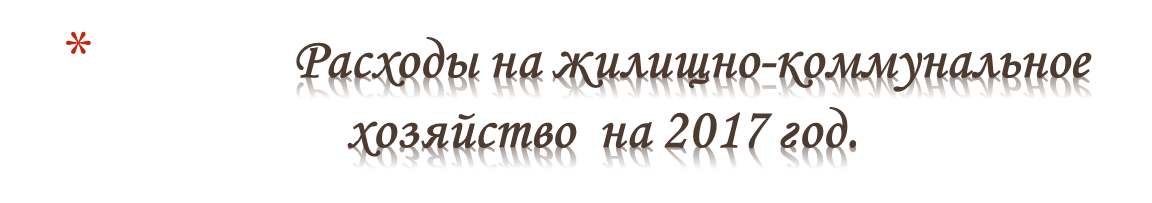 * Расходы на жилищно-коммунальное
хозяйство на 2017 год.